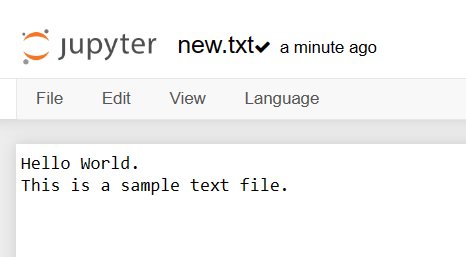 jupyter new.txt a minute ago
File Edit View Language
Hello World.
This is a sample text file.